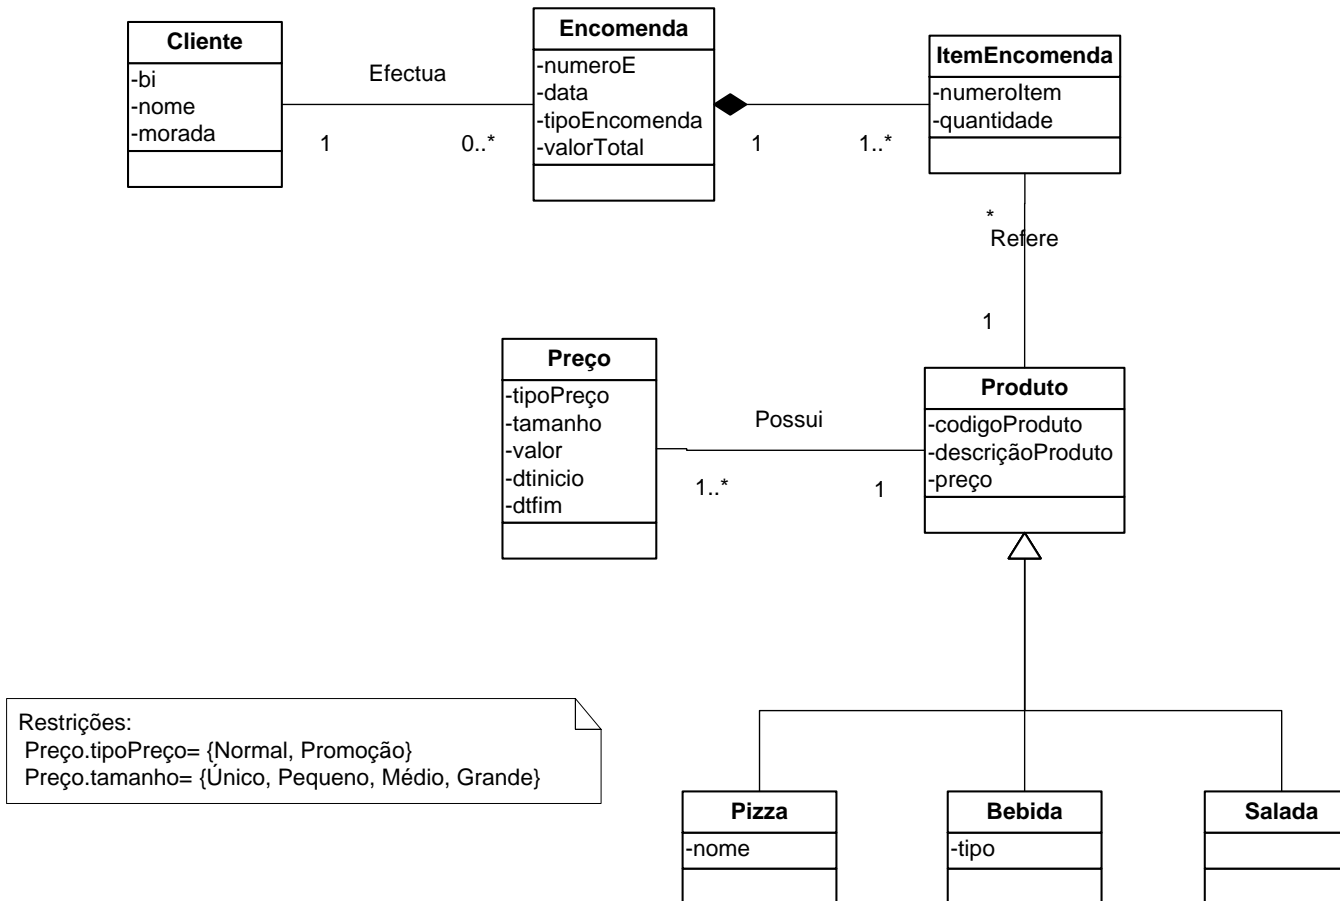 Cliente
-bi
-nome
-morada
Efectua
1
0..*
Encomenda
-numeroE
-data
-tipoEncomenda
-valorTotal
1
1..*
ItemEncomenda
-numeroItem
-quantidade
*
Refere
1
Preço
-tipoPreço
-tamanho
-valor
-dtinicio
-dtfim
Possui
1..*
1
Produto
-codigoProduto
-descriçãoProduto
-preço
Restrições:
Preço.tipoPreço= {Normal, Promoção}
Preço.tamanho= {Único, Pequeno, Médio, Grande}
Pizza
-nome
Bebida
-tipo
Salada